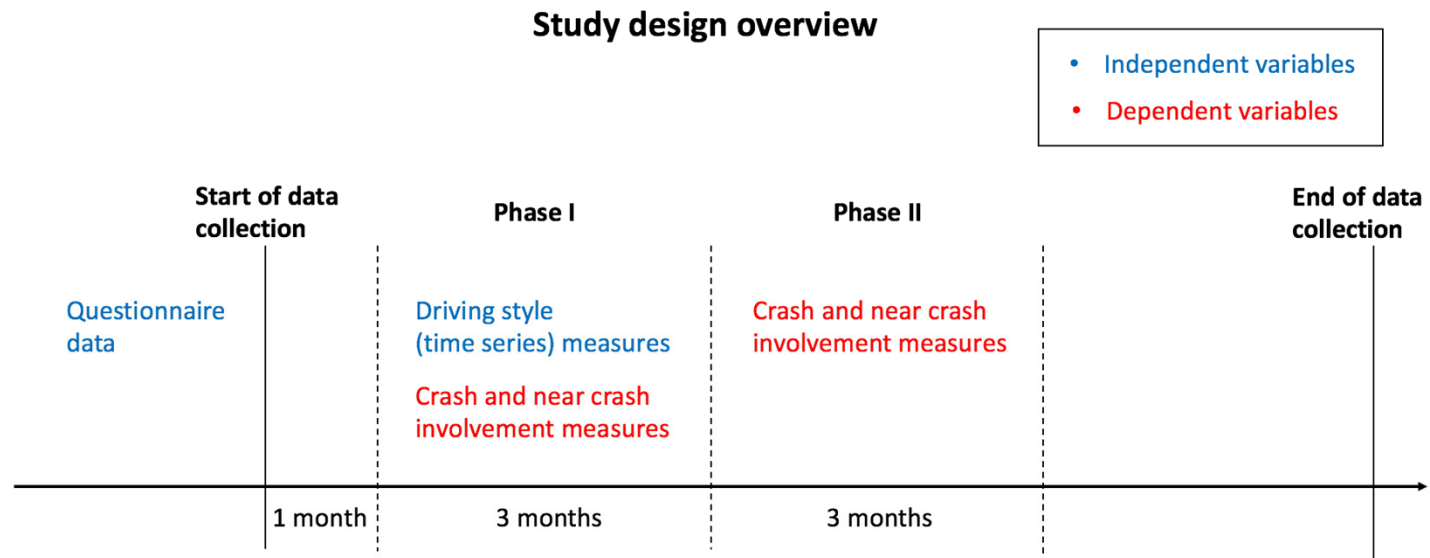 Study design overview
• Independent variables
• Dependent variables
Start of data
collection
Phase I
Phase II
End of data
collection
Questionnaire
data
Driving style
(time series) measures
Crash and near crash
involvement measures
Crash and near crash
involvement measures
1 month
3 months
3 months